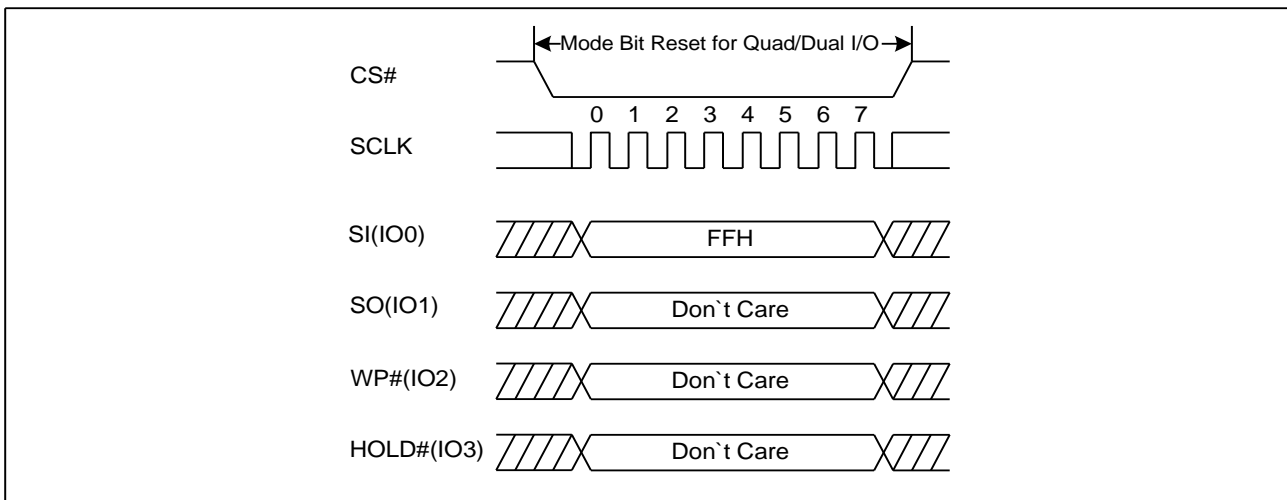 Mode Bit Reset for Quad/Dual I/O
CS#
0 1 2 3 4 5 6 7
SCLK
SI(IO0) FFH
SO(IO1) Don`t Care
WP#(IO2) Don`t Care
HOLD#(IO3) Don`t Care